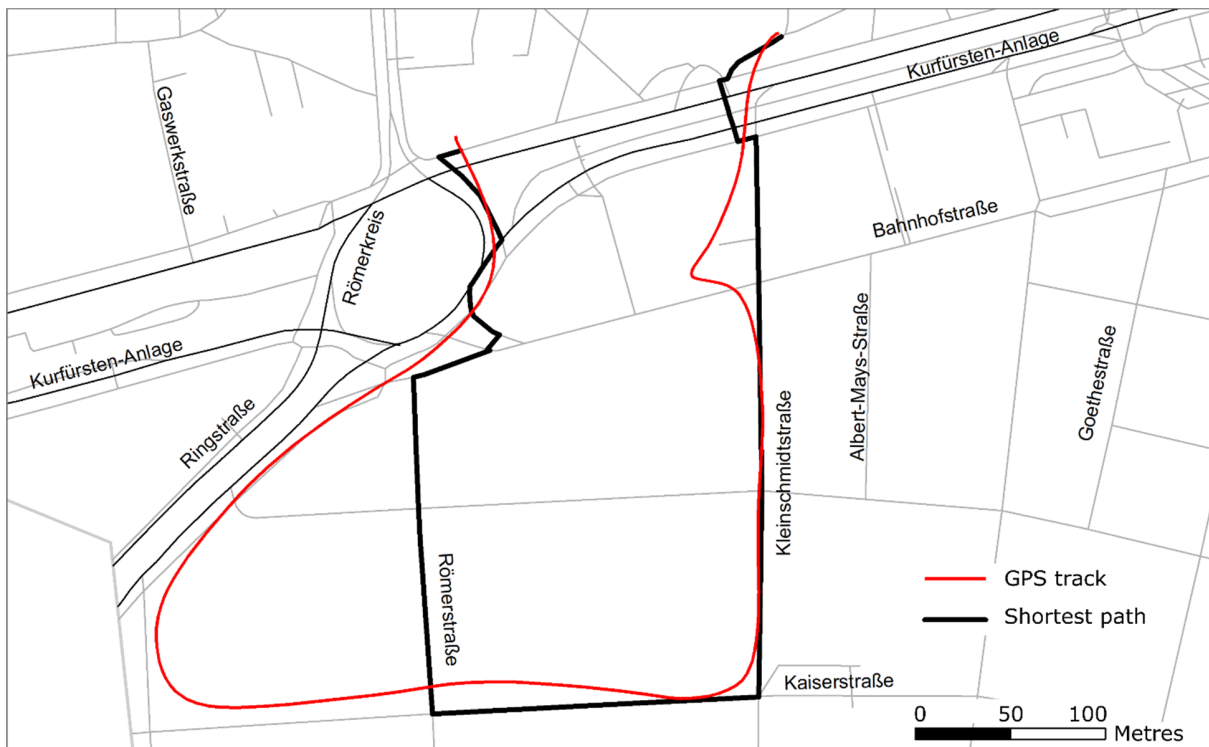 Kurfürsten-Anlage
Gaswerkstraße
Bahnhofstraße
Römerkreis
Kurfürsten-Anlage
Albert-Mays-Straße
Goethestraße
Ringstraße
Kleinschmidtstraße
Römerstraße
GPS track
Shortest path
Kaiserstraße
0 50 100
Metres